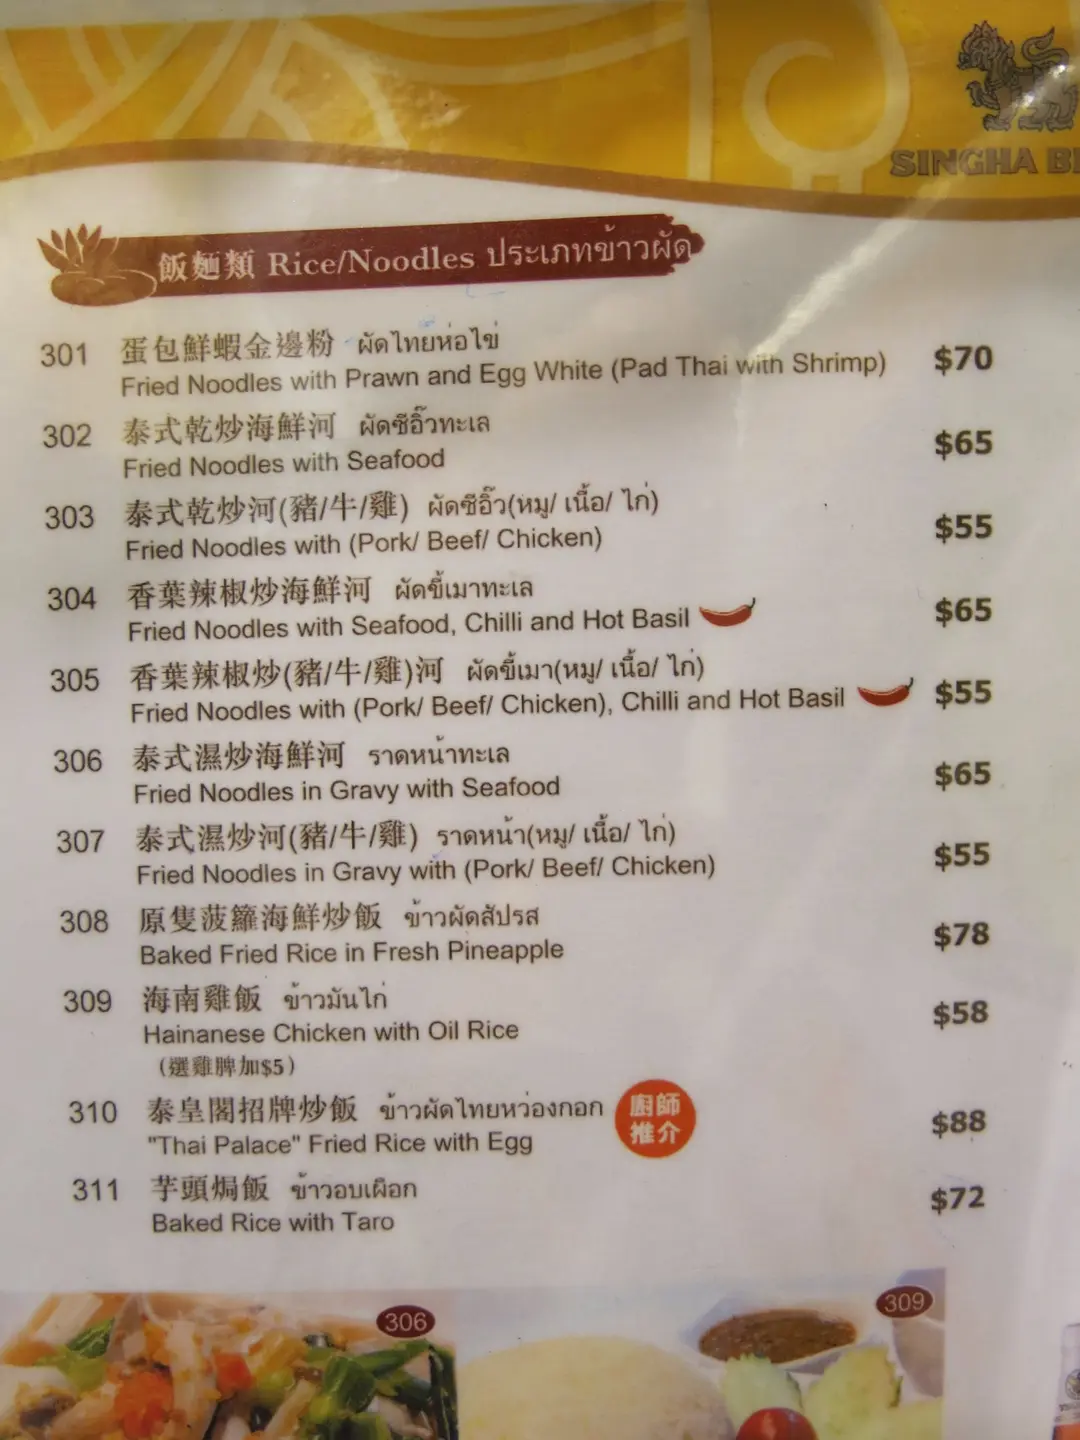 SINGHA
飯麵類 Rice/Noodles ประเภทข้าวผัด
301 蛋包鮮蝦金邊粉 ผัดไทยห่อไข่
Fried Noodles with Prawn and Egg White (Pad Thai with Shrimp) $70
302 泰式乾炒海鮮河 ผัดซีอิ๊วทะเล
Fried Noodles with Seafood $65
303 泰式乾炒河(豬/牛/雞) ผัดซีอิ๊ว(หมู/ เนื้อ/ ไก่)
Fried Noodles with (Pork/ Beef/ Chicken) $55
304 香葉辣椒炒海鮮河 ผัดขี้เมาทะเล
Fried Noodles with Seafood, Chilli and Hot Basil $65
305 香葉辣椒炒(豬/牛/雞)河 ผัดขี้เมา(หมู/ เนื้อ/ ไก่)
Fried Noodles with (Pork/ Beef/ Chicken), Chilli and Hot Basil $55
306 泰式濕炒海鮮河 ราดหน้าทะเล
Fried Noodles in Gravy with Seafood $65
307 泰式濕炒河(豬/牛/雞) ราดหน้า(หมู/ เนื้อ/ ไก่)
Fried Noodles in Gravy with (Pork/ Beef/ Chicken) $55
308 原隻菠籮海鮮炒飯 ข้าวผัดสัปรส
Baked Fried Rice in Fresh Pineapple $78
309 海南雞飯 ข้าวมันไก่
Hainanese Chicken with Oil Rice $58
(選雞脾加$5)
310 泰皇閣招牌炒飯 ข้าวผัดไทยหว่องกอก 廚師
推介
"Thai Palace" Fried Rice with Egg $88
311 芋頭焗飯 ข้าวอบเผือก
Baked Rice with Taro $72
306
309